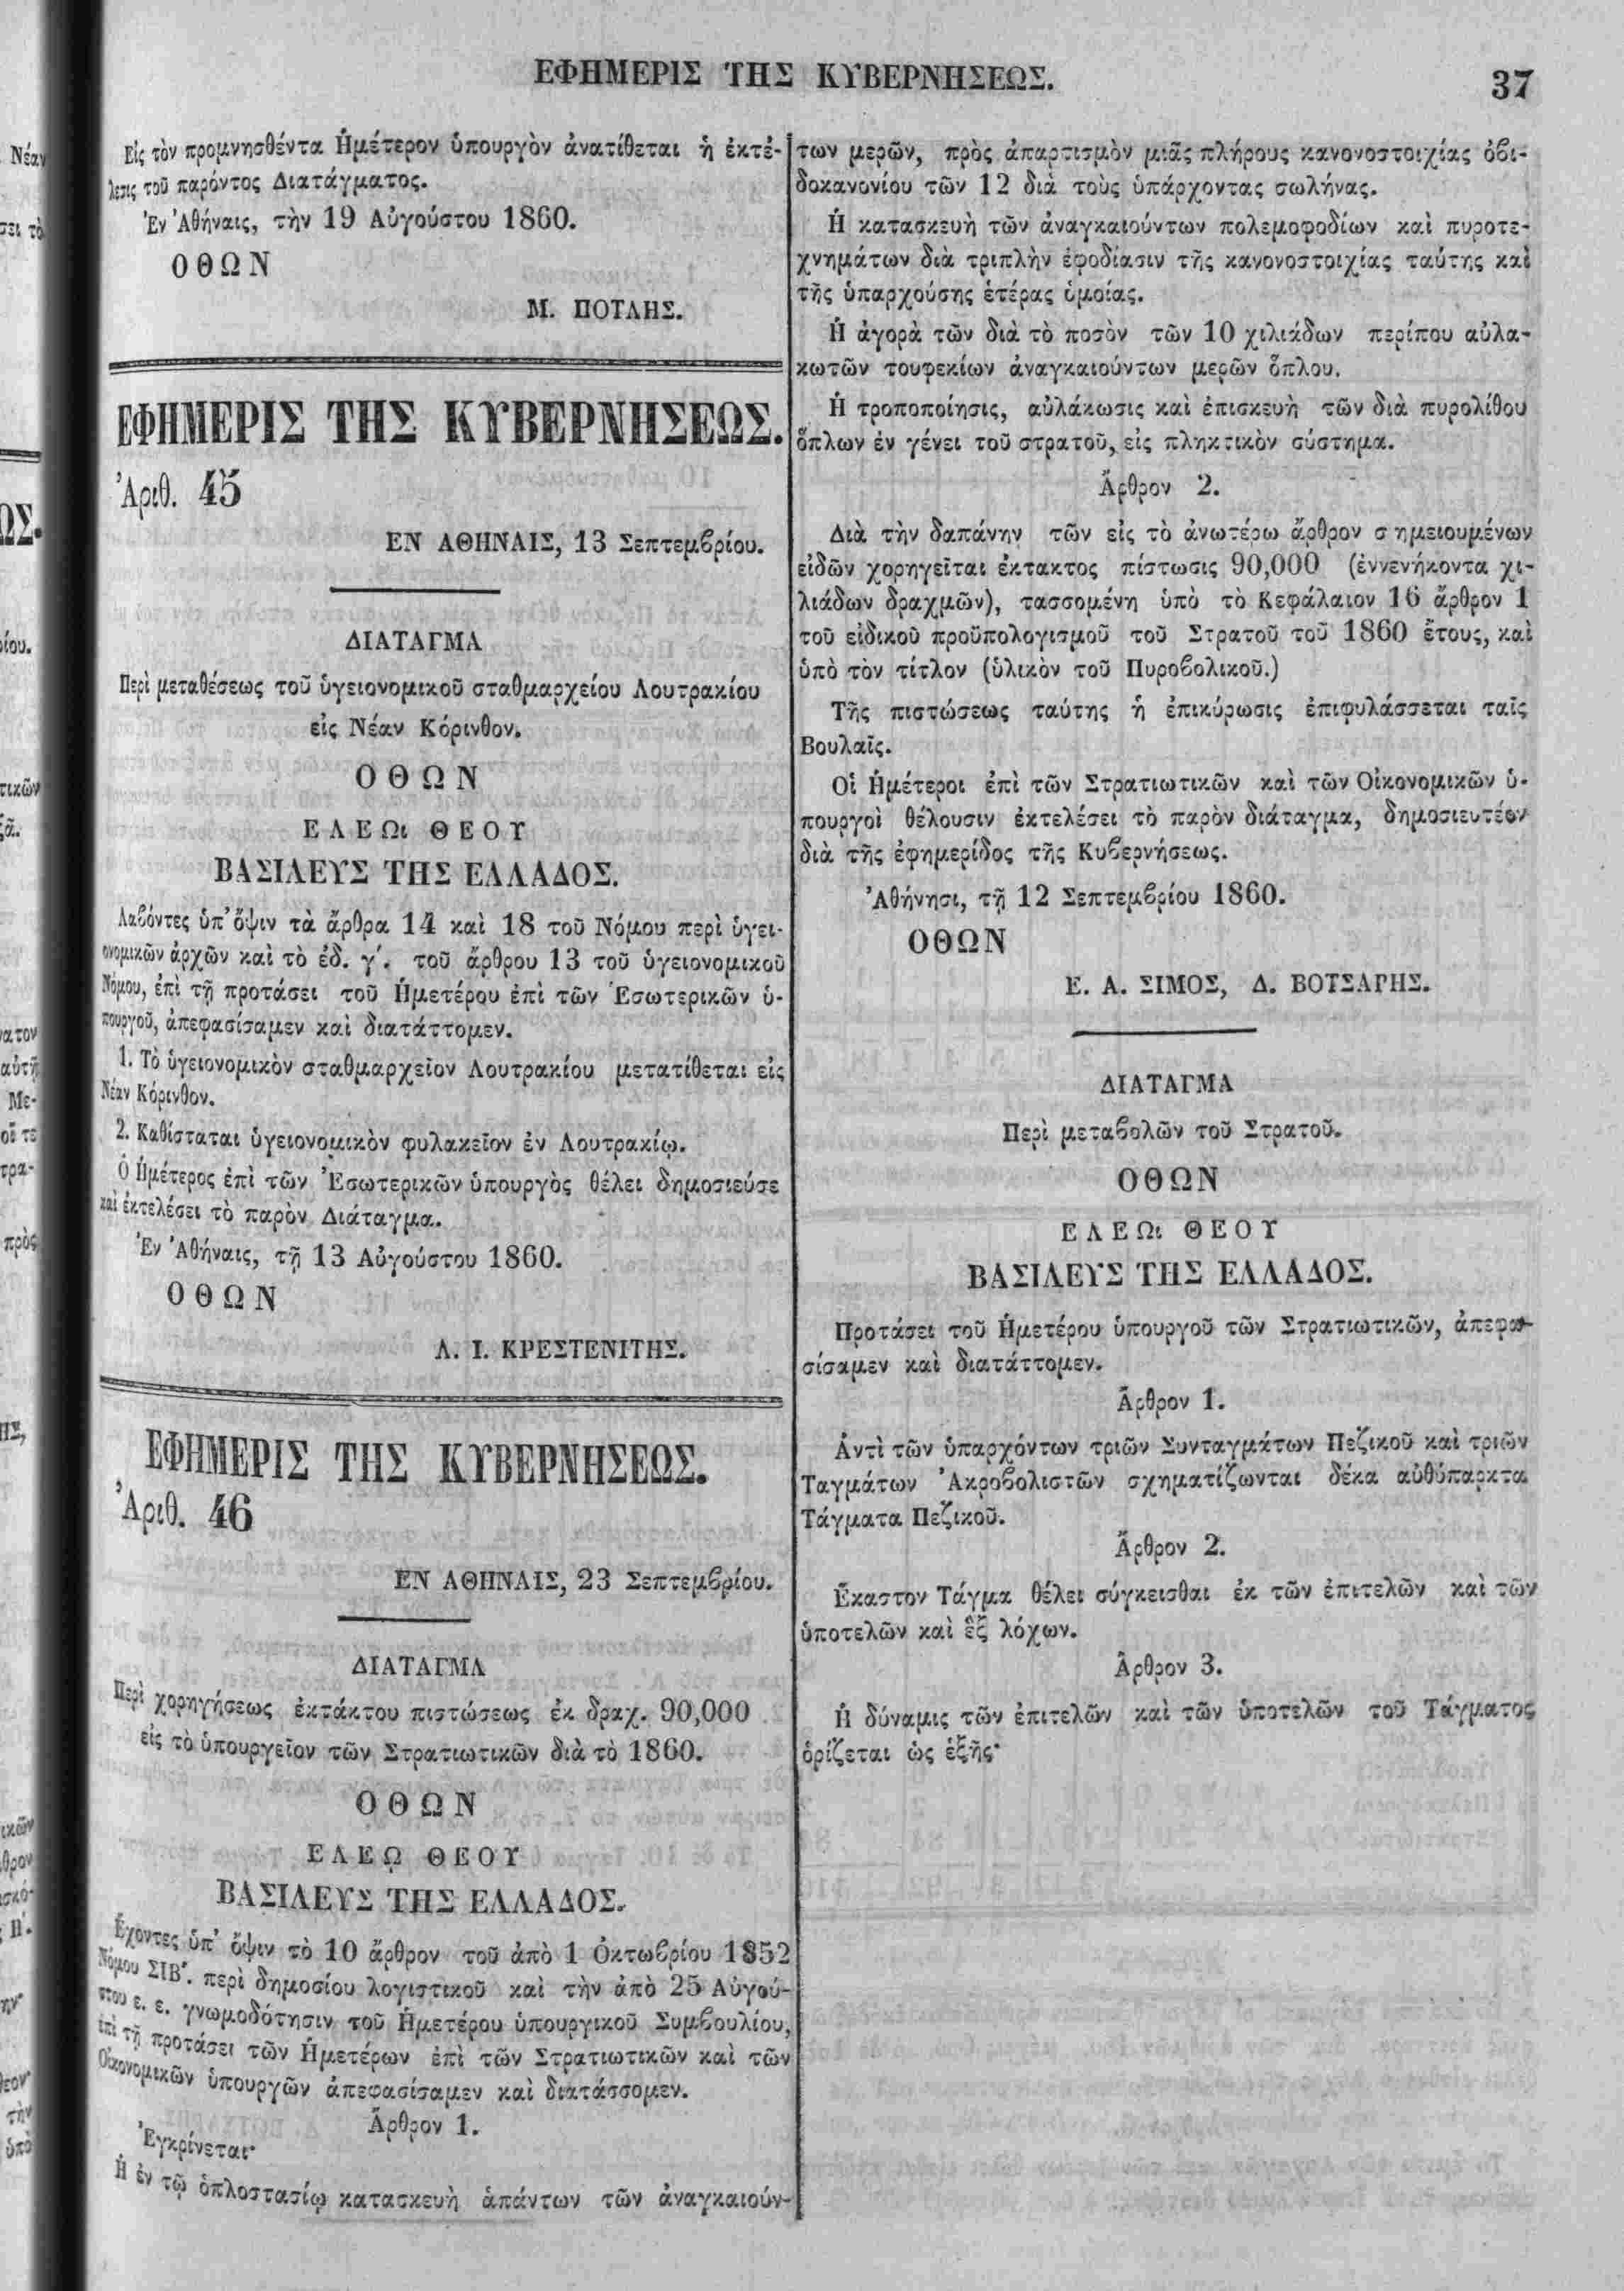 ΕΦΗΜΕΡΙΣ ΤΗΣ ΚΥΒΕΡΝΗΣΕΩΣ.
37
Εἰς τὸν προμνησθέντα Ἡμέτερον ὑπουργὸν ἀνατίθεται ἡ ἐκτέ-
λεσις τοῦ παρόντος Διατάγματος.
Ἐν Ἀθήναις, τὴν 19 Αὐγούστου 1860.
ΟΘΩΝ
Μ. ΠΟΤΛΗΣ.
ΕΦΗΜΕΡΙΣ ΤΗΣ ΚΥΒΕΡΝΗΣΕΩΣ.
Ἀριθ. 45
ΕΝ ΑΘΗΝΑΙΣ, 13 Σεπτεμβρίου.
ΔΙΑΤΑΓΜΑ
Περὶ μεταθέσεως τοῦ ὑγειονομικοῦ σταθμαρχείου Λουτρακίου
εἰς Νέαν Κόρινθον.
ΟΘΩΝ
ΕΛΕΩι ΘΕΟΥ
ΒΑΣΙΛΕΥΣ ΤΗΣ ΕΛΛΑΔΟΣ.
Λαβόντες ὑπ' ὄψιν τὰ ἄρθρα 14 καὶ 18 τοῦ Νόμου περὶ ὑγει-
ονομικῶν ἀρχῶν καὶ τὸ ἐδ. γ'. τοῦ ἄρθρου 13 τοῦ ὑγειονομικοῦ
Νόμου, ἐπὶ τῇ προτάσει τοῦ Ἡμετέρου ἐπὶ τῶν Ἐσωτερικῶν ὑ-
πουργοῦ, ἀπεφασίσαμεν καὶ διατάττομεν.
1. Τὸ ὑγειονομικὸν σταθμαρχεῖον Λουτρακίου μετατίθεται εἰς
Νέαν Κόρινθον.
2. Καθίσταται ὑγειονομικὸν φυλακεῖον ἐν Λουτρακίῳ.
Ὁ Ἡμέτερος ἐπὶ τῶν Ἐσωτερικῶν ὑπουργὸς θέλει δημοσιεύσε
καὶ ἐκτελέσει τὸ παρὸν Διάταγμα.
Ἐν Ἀθήναις, τῇ 13 Αὐγούστου 1860.
ΟΘΩΝ
Λ. Ι. ΚΡΕΣΤΕΝΙΤΗΣ.
ΕΦΗΜΕΡΙΣ ΤΗΣ ΚΥΒΕΡΝΗΣΕΩΣ.
Ἀριθ. 46
ΕΝ ΑΘΗΝΑΙΣ, 23 Σεπτεμβρίου.
ΔΙΑΤΑΓΜΑ
Περὶ χορηγήσεως ἐκτάκτου πιστώσεως ἐκ δραχ. 90,000
εἰς τὸ ὑπουργεῖον τῶν Στρατιωτικῶν διὰ τὸ 1860.
ΟΘΩΝ
ΕΛΕῼ ΘΕΟΥ
ΒΑΣΙΛΕΥΣ ΤΗΣ ΕΛΛΑΔΟΣ.
Ἔχοντες ὑπ' ὄψιν τὸ 10 ἄρθρον τοῦ ἀπὸ 1 Ὀκτωβρίου 1852
Νόμου ΣΙΒ'. περὶ δημοσίου λογιστικοῦ καὶ τὴν ἀπὸ 25 Αὐγού-
στου ε. ε. γνωμοδότησιν τοῦ Ἡμετέρου ὑπουργικοῦ Συμβουλίου,
ἐπὶ τῇ προτάσει τῶν Ἡμετέρων ἐπὶ τῶν Στρατιωτικῶν καὶ τῶν
Οἰκονομικῶν ὑπουργῶν ἀπεφασίσαμεν καὶ διατάσσομεν.
Ἄρθρον 1.
Ἐγκρίνεται·
Ἡ ἐν τῷ ὁπλοστασίῳ κατασκευὴ ἁπάντων τῶν ἀναγκαιούν-
των μερῶν, πρὸς ἀπαρτισμὸν μιᾶς πλήρους κανονοστοιχίας ὀβι-
δοκανονίου τῶν 12 διὰ τοὺς ὑπάρχοντας σωλήνας.
Ἡ κατασκευὴ τῶν ἀναγκαιούντων πολεμοφοδίων καὶ πυροτε-
χνημάτων διὰ τριπλὴν ἐφοδίασιν τῆς κανονοστοιχίας ταύτης καὶ
τῆς ὑπαρχούσης ἑτέρας ὁμοίας.
Ἡ ἀγορὰ τῶν διὰ τὸ ποσὸν τῶν 10 χιλιάδων περίπου αὐλα-
κωτῶν τουφεκίων ἀναγκαιούντων μερῶν ὅπλου.
Ἡ τροποποίησις, αὐλάκωσις καὶ ἐπισκευὴ τῶν διὰ πυρολίθου
ὅπλων ἐν γένει τοῦ στρατοῦ, εἰς πληκτικὸν σύστημα.
Ἄρθρον 2.
Διὰ τὴν δαπάνην τῶν εἰς τὸ ἀνωτέρω ἄρθρον σημειουμένων
εἰδῶν χορηγεῖται ἔκτακτος πίστωσις 90,000 (ἐννενήκοντα χι-
λιάδων δραχμῶν), τασσομένη ὑπὸ τὸ Κεφάλαιον 16 ἄρθρον 1
τοῦ εἰδικοῦ προϋπολογισμοῦ τοῦ Στρατοῦ τοῦ 1860 ἔτους, καὶ
ὑπὸ τὸν τίτλον (ὑλικὸν τοῦ Πυροβολικοῦ.)
Τῆς πιστώσεως ταύτης ἡ ἐπικύρωσις ἐπιφυλάσσεται ταῖς
Βουλαῖς.
Οἱ Ἡμέτεροι ἐπὶ τῶν Στρατιωτικῶν καὶ τῶν Οἰκονομικῶν ὑ-
πουργοὶ θέλουσιν ἐκτελέσει τὸ παρὸν διάταγμα, δημοσιευτέον
διὰ τῆς ἐφημερίδος τῆς Κυβερνήσεως.
Ἀθήνησι, τῇ 12 Σεπτεμβρίου 1860.
ΟΘΩΝ
Ε. Α. ΣΙΜΟΣ, Δ. ΒΟΤΣΑΡΗΣ.
ΔΙΑΤΑΓΜΑ
Περὶ μεταβολῶν τοῦ Στρατοῦ.
ΟΘΩΝ
ΕΛΕΩι ΘΕΟΥ
ΒΑΣΙΛΕΥΣ ΤΗΣ ΕΛΛΑΔΟΣ.
Προτάσει τοῦ Ἡμετέρου ὑπουργοῦ τῶν Στρατιωτικῶν, ἀπεφα-
σίσαμεν καὶ διατάττομεν.
Ἄρθρον 1.
Ἀντὶ τῶν ὑπαρχόντων τριῶν Συνταγμάτων Πεζικοῦ καὶ τριῶν
Ταγμάτων Ἀκροβολιστῶν σχηματίζωνται δέκα αὐθύπαρκτα
Τάγματα Πεζικοῦ.
Ἄρθρον 2.
Ἕκαστον Τάγμα θέλει σύγκεισθαι ἐκ τῶν ἐπιτελῶν καὶ τῶν
ὑποτελῶν καὶ ἓξ λόχων.
Ἄρθρον 3.
Ἡ δύναμις τῶν ἐπιτελῶν καὶ τῶν ὑποτελῶν τοῦ Τάγματος
ὁρίζεται ὡς ἑξῆς·